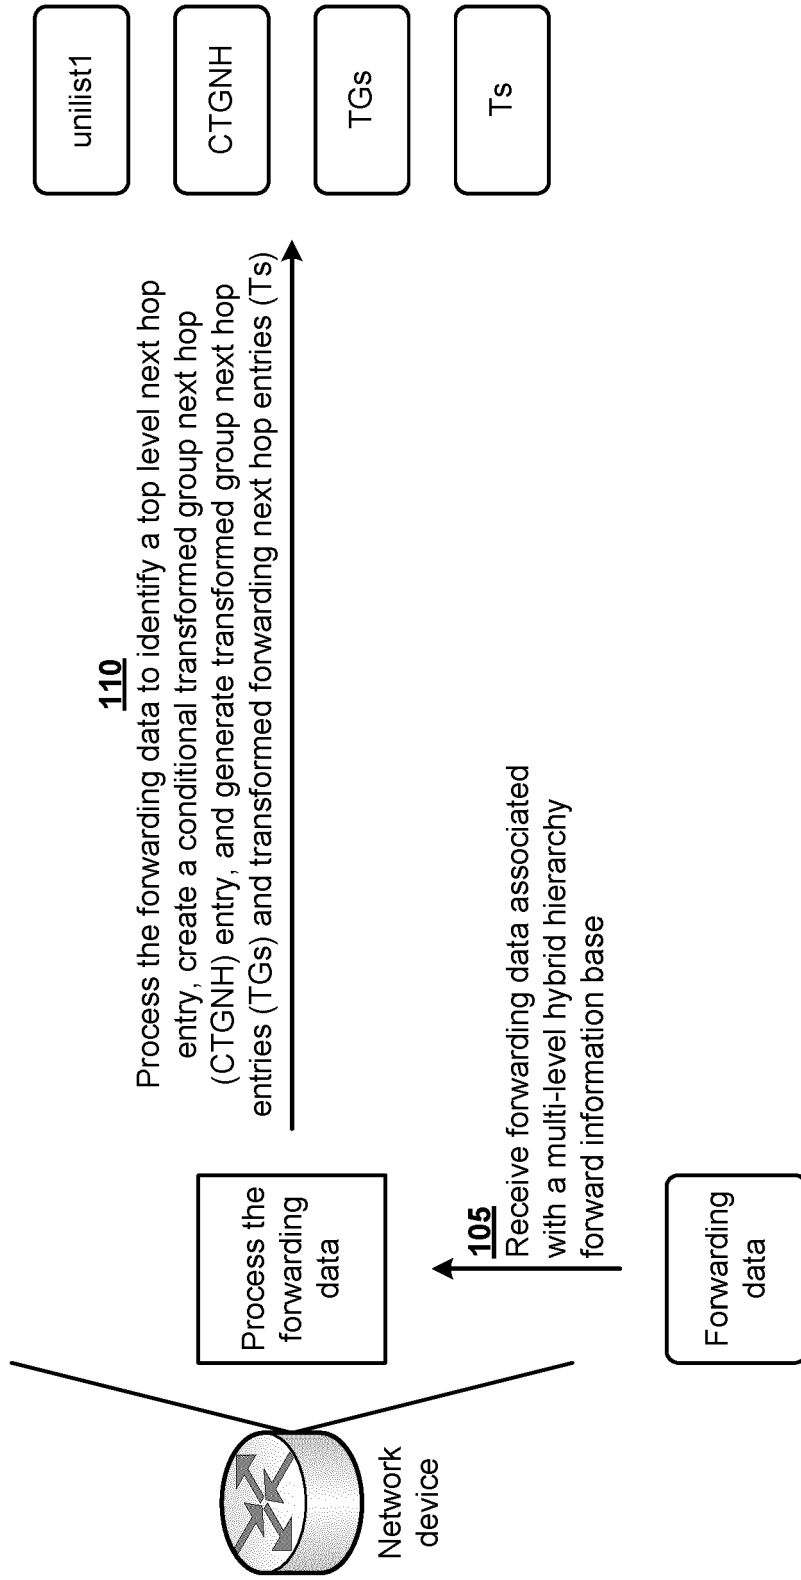 110
Process the forwarding data to identify a top level next hop
entry, create a conditional transformed group next hop
(CTGNH) entry, and generate transformed group next hop
entries (TGs) and transformed forwarding next hop entries (Ts)
unilist1
CTGNH
TGs
Ts
Network
device
Process the
forwarding
data
105
Receive forwarding data associated
with a multi-level hybrid hierarchy
forward information base
Forwarding
data